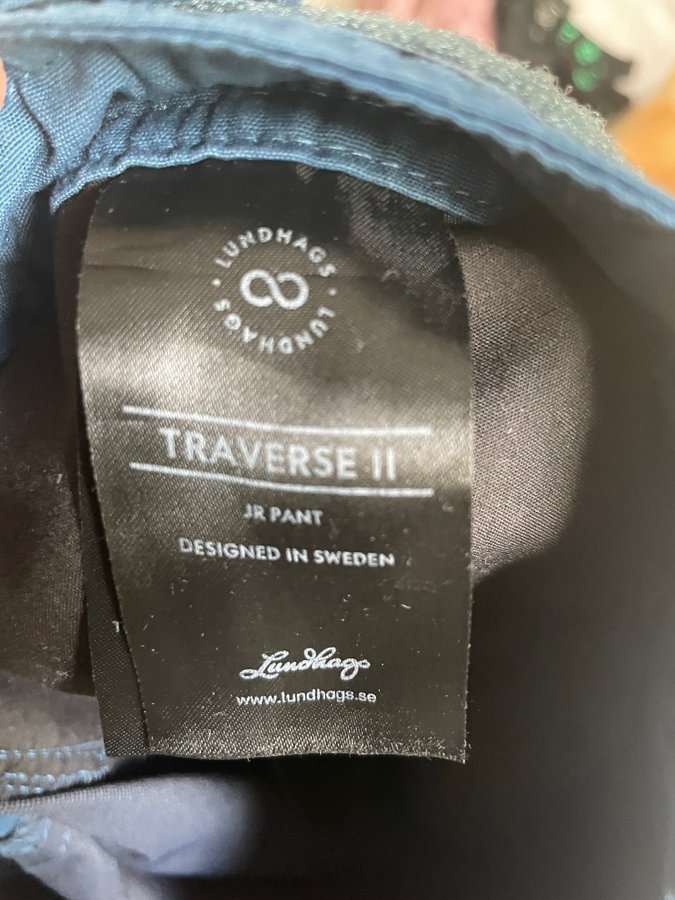 LUNDHAGS · LUNDHAGS ·
TRAVERSE II
JR PANT
DESIGNED IN SWEDEN
Lundhags
www.lundhags.se